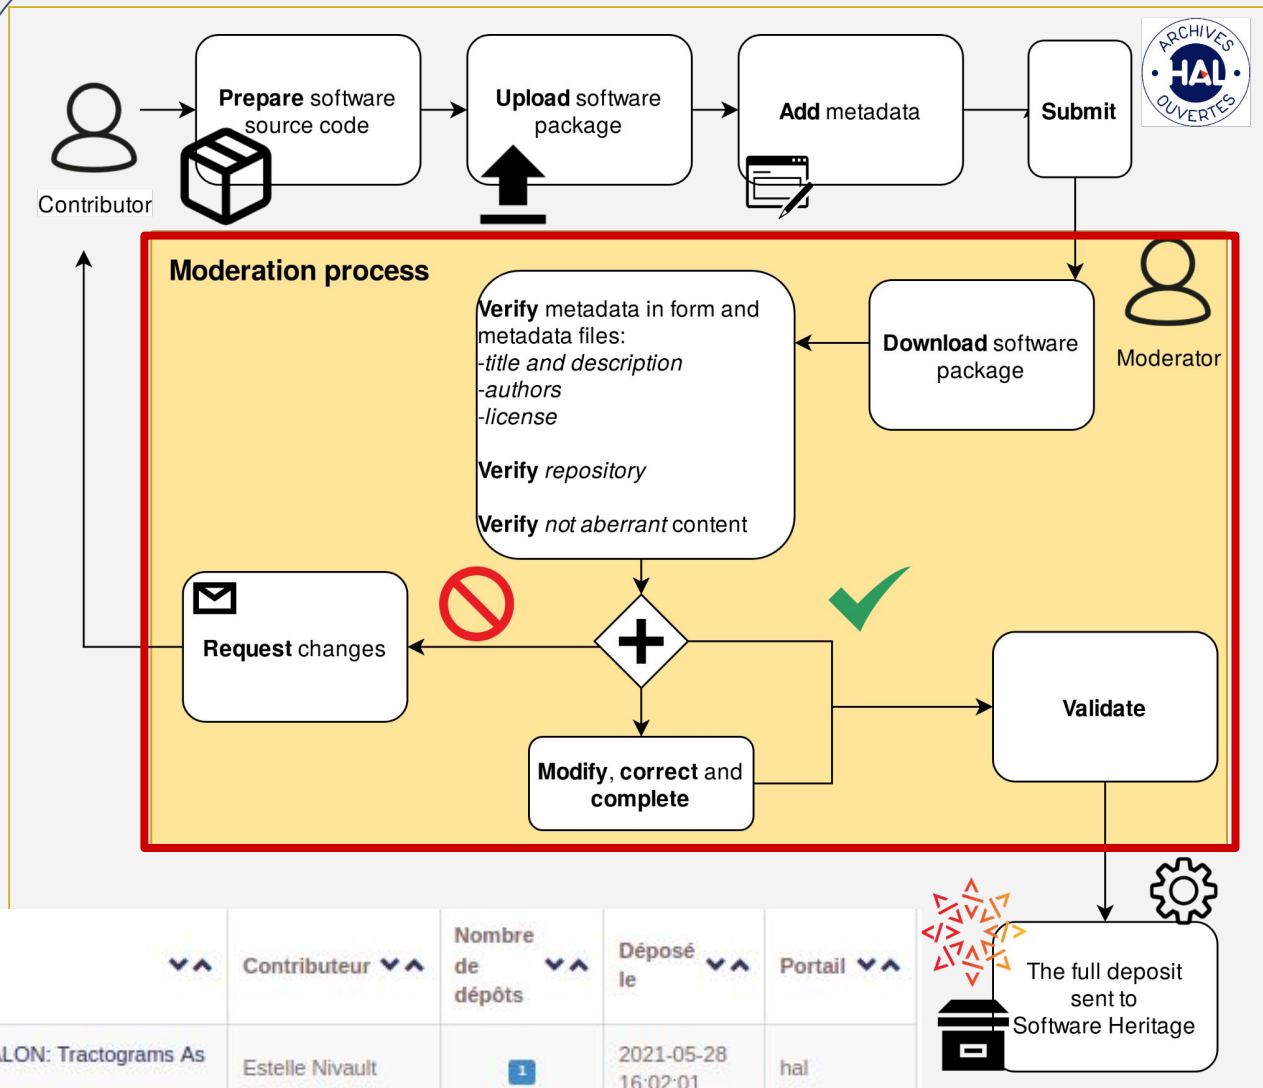 ARCHIVES
HAL
OUVERTES
Prepare software
source code
Upload software
package
Add metadata
Submit
Contributor
Moderation process
Verify metadata in form and
metadata files:
-title and description
-authors
-license
Verify repository
Verify not aberrant content
Download software
package
Moderator
Request changes
Modify, correct and
complete
Validate
The full deposit
sent to
Software Heritage
Contributeur
Nombre
de
dépôts
Déposé
le
Portail
ALON: Tractograms As
Estelle Nivault
1
2021-05-28
16:02:01
hal